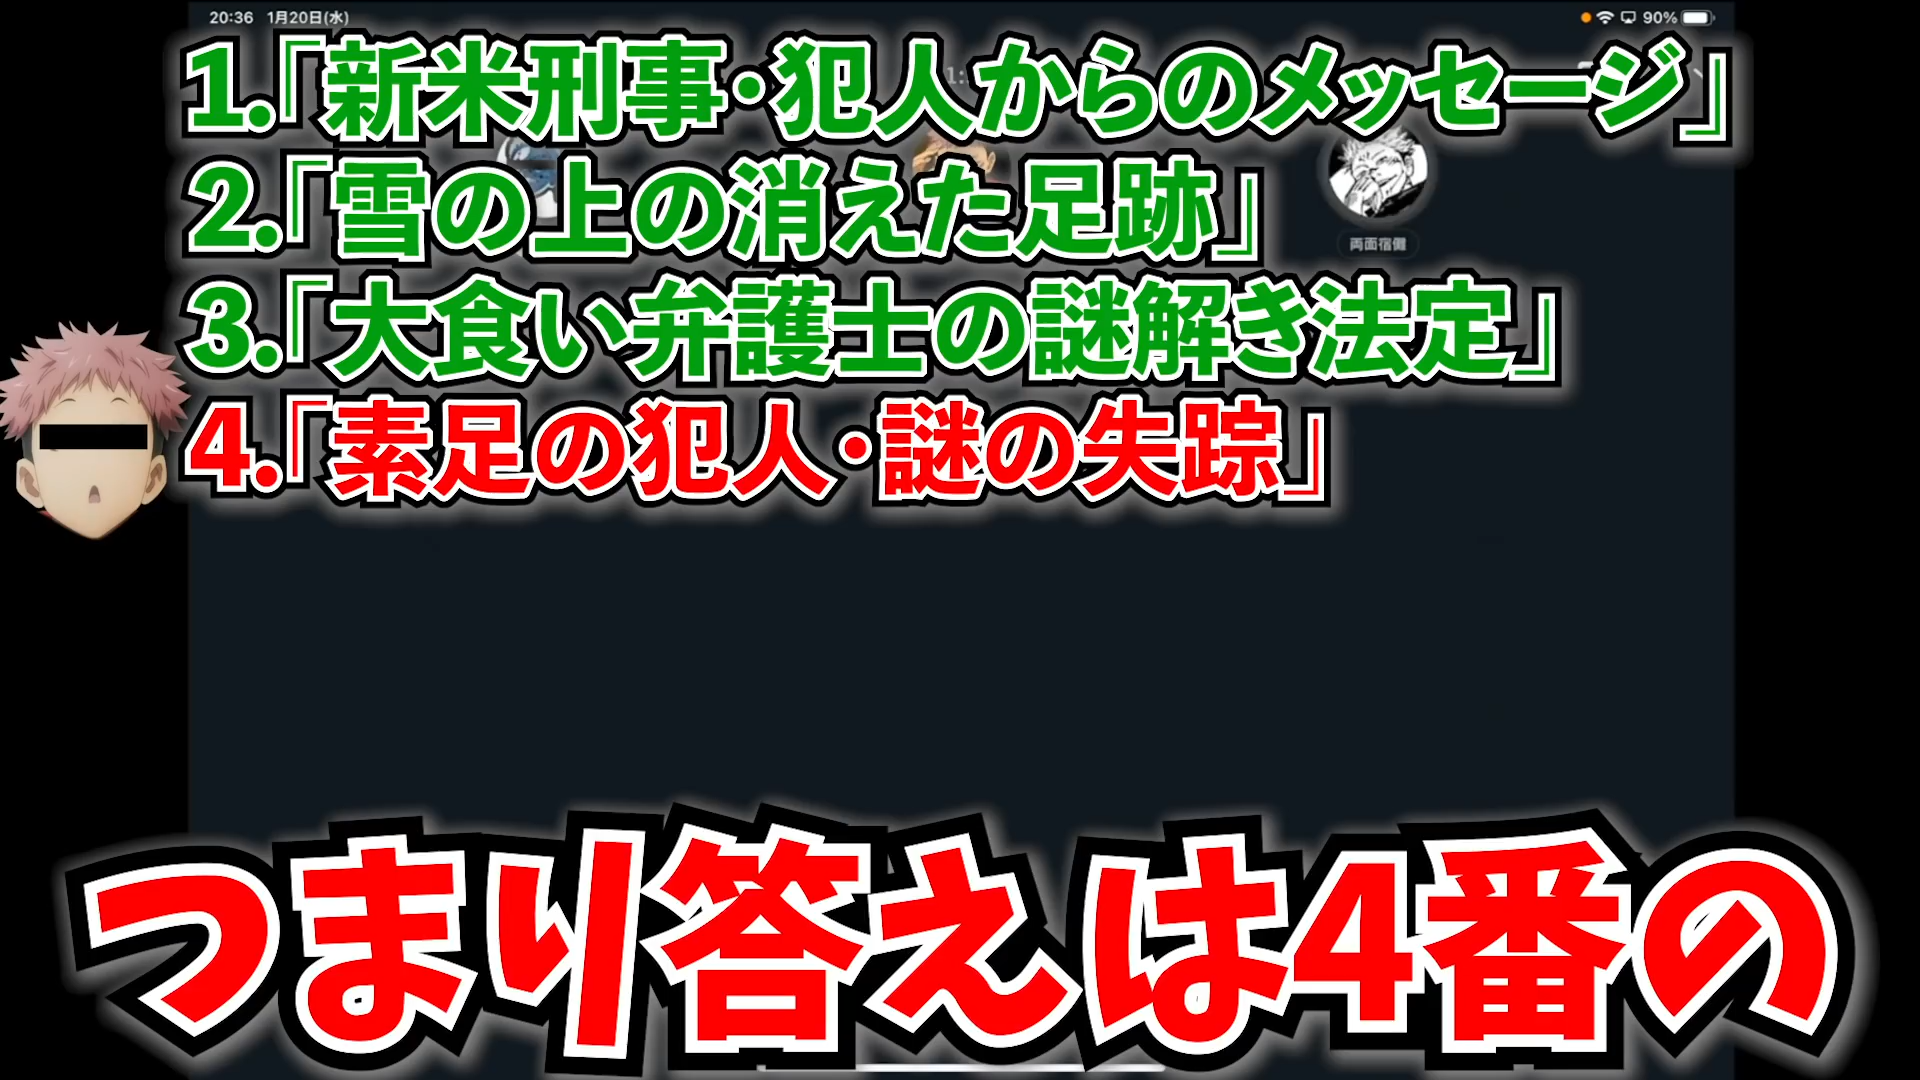 20:36 1月20日(水)
90%
1.『新米刑事・犯人からのメッセージ』
2.『雪の上の消えた足跡』
両面宿儺
3.『大食い弁護士の謎解き法定』
4.『素足の犯人・謎の失踪』
つまり答えは4番の